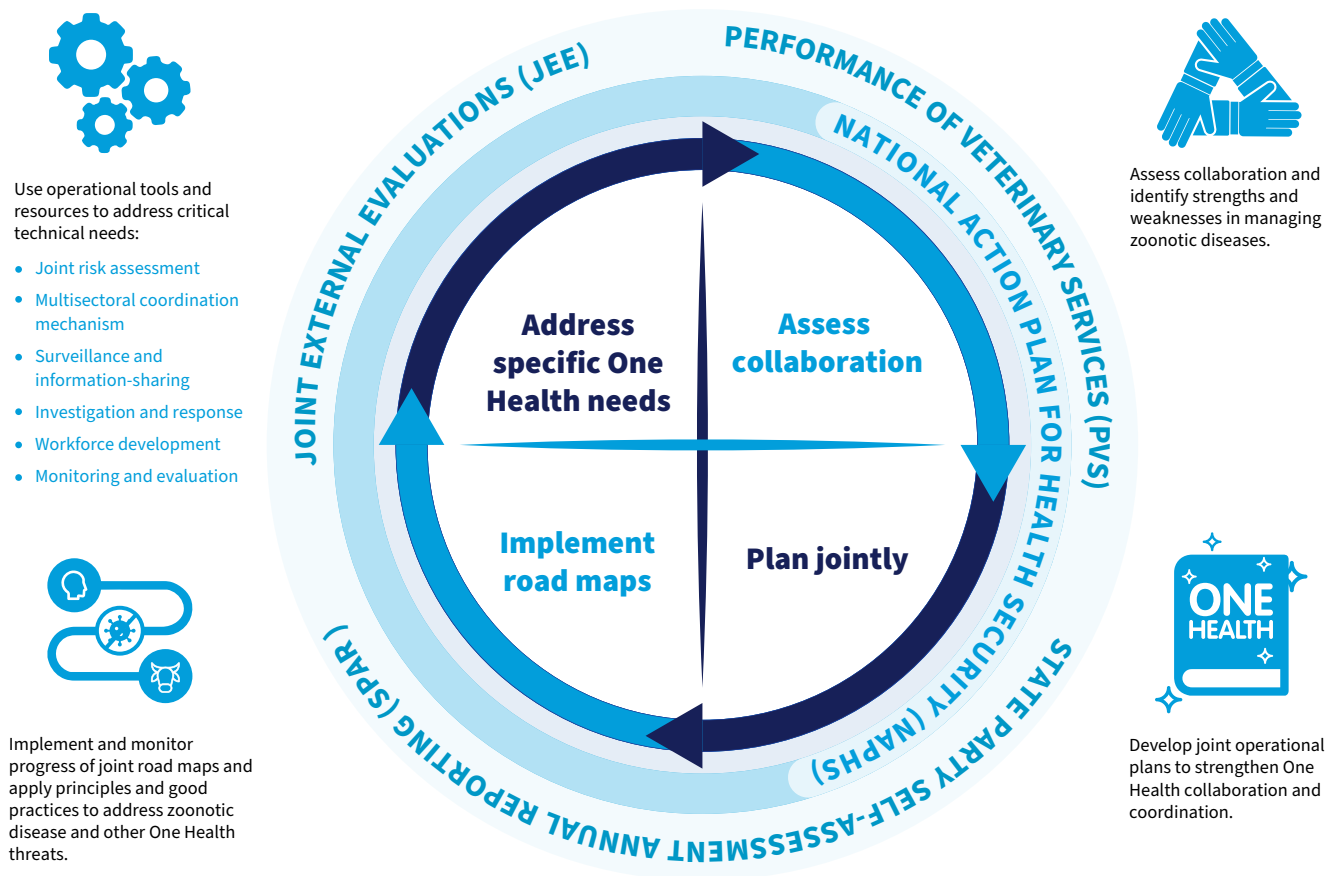 JOINT EXTERNAL EVALUATIONS (JEE)
PERFORMANCE OF VETERINARY SERVICES (PVS)
NATIONAL ACTION PLAN FOR HEALTH SECURITY (NAPHS)
STATE PARTY SELF-ASSESSMENT ANNUAL REPORTING (SPAR)
Use operational tools and
resources to address critical
technical needs:
• Joint risk assessment
• Multisectoral coordination
mechanism
• Surveillance and
information-sharing
• Investigation and response
• Workforce development
• Monitoring and evaluation
Address
specific One
Health needs
Assess
collaboration
Assess collaboration and
identify strengths and
weaknesses in managing
zoonotic diseases.
Implement
road maps
Plan jointly
Implement and monitor
progress of joint road maps and
apply principles and good
practices to address zoonotic
disease and other One Health
threats.
ONE
HEALTH
Develop joint operational
plans to strengthen One
Health collaboration and
coordination.